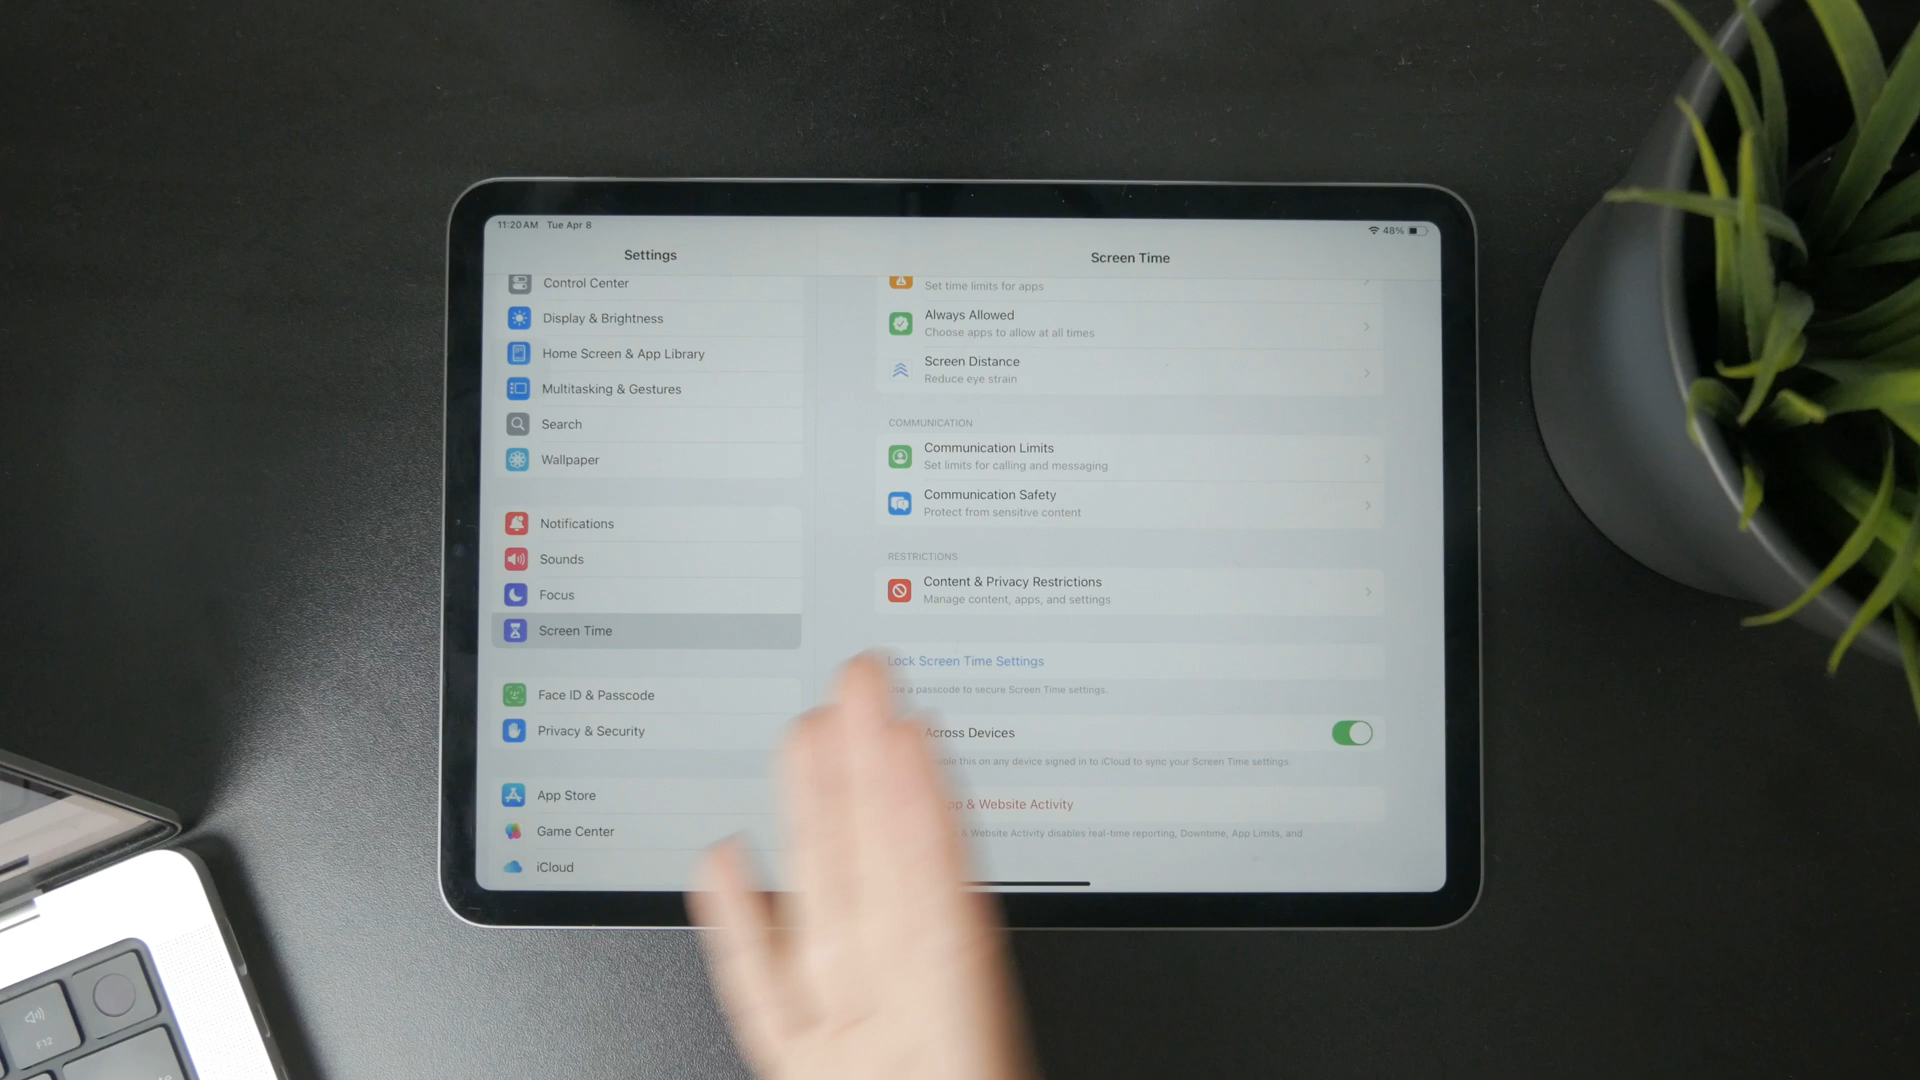 11:20 AM Tue Apr 8
48%
Settings
Control Center
Display & Brightness
Home Screen & App Library
Multitasking & Gestures
Search
Wallpaper
Notifications
Sounds
Focus
Screen Time
Face ID & Passcode
Privacy & Security
App Store
Game Center
iCloud
Screen Time
Set time limits for apps
Always Allowed
Choose apps to allow at all times
Screen Distance
Reduce eye strain
COMMUNICATION
Communication Limits
Set limits for calling and messaging
Communication Safety
Protect from sensitive content
RESTRICTIONS
Content & Privacy Restrictions
Manage content, apps, and settings
Lock Screen Time Settings
Use a passcode to secure Screen Time settings.
Across Devices
this on any device signed in to iCloud to sync your Screen Time settings.
& Website Activity
& Website Activity disables real-time reporting, Downtime, App Limits, and
F12